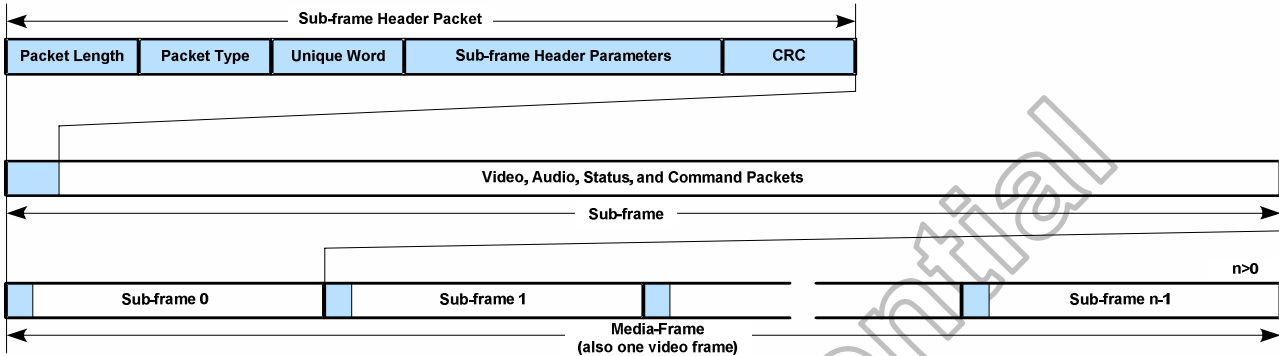 Sub-frame Header Packet
Packet Length Packet Type Unique Word Sub-frame Header Parameters CRC
Video, Audio, Status, and Command Packets
Sub-frame
n>0
Sub-frame 0 Sub-frame 1 Sub-frame n-1
Media-Frame
(also one video frame)
ntial